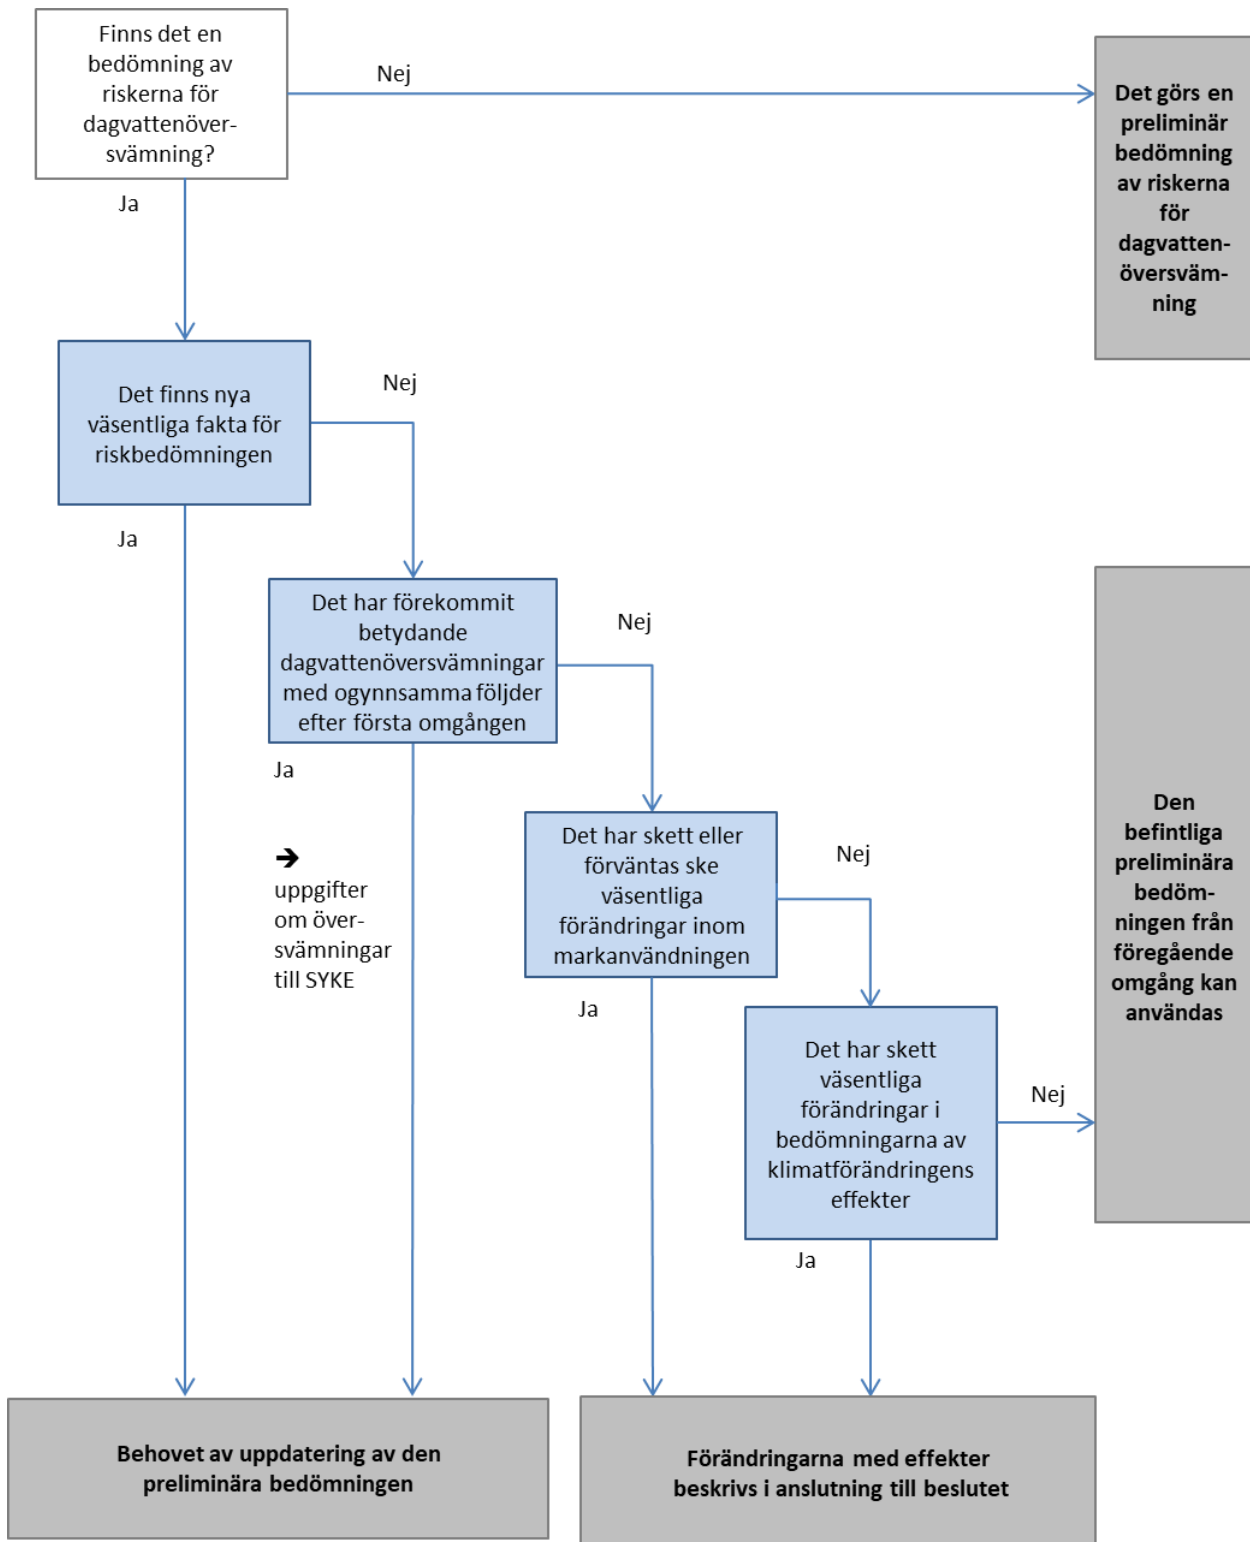 Finns det en
bedömning av
riskerna för
dagvattenöver-
svämning?
Nej
Det görs en
preliminär
bedömning
av riskerna
för
dagvatten-
översväm-
ning
Ja
Det finns nya
väsentliga fakta för
riskbedömningen
Nej
Ja
Det har förekommit
betydande
dagvattenöversvämningar
med ogynnsamma följder
efter första omgången
Nej
Ja
➔
uppgifter
om över-
svämningar
till SYKE
Det har skett eller
förväntas ske
väsentliga
förändringar inom
markanvändningen
Nej
Ja
Det har skett
väsentliga
förändringar i
bedömningarna av
klimatförändringens
effekter
Nej
Ja
Den
befintliga
preliminära
bedöm-
ningen från
föregående
omgång kan
användas
Behovet av uppdatering av den
preliminära bedömningen
Förändringarna med effekter
beskrivs i anslutning till beslutet